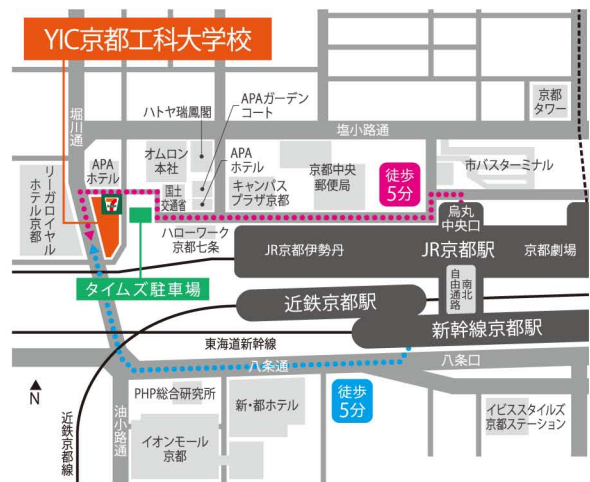 YIC京都工科大学校
堀川通
ハトヤ瑞鳳閣
APAガーデン
コート
京都
タワー
塩小路通
リーガロイヤル
ホテル京都
APA
ホテル
オムロン
本社
APA
ホテル
京都中央
郵便局
徒歩
5分
市バスターミナル
7
国土
交通省
キャンパス
プラザ京都
烏丸
中央口
ハローワーク
京都七条
JR京都伊勢丹
JR京都駅
京都劇場
タイムズ駐車場
南北
自由通路
近鉄京都駅
新幹線京都駅
東海道新幹線
八条通
八条口
N
近鉄京都線
油小路通
PHP総合研究所
新・都ホテル
徒歩
5分
イオンモール
京都
イビススタイルズ
京都ステーション